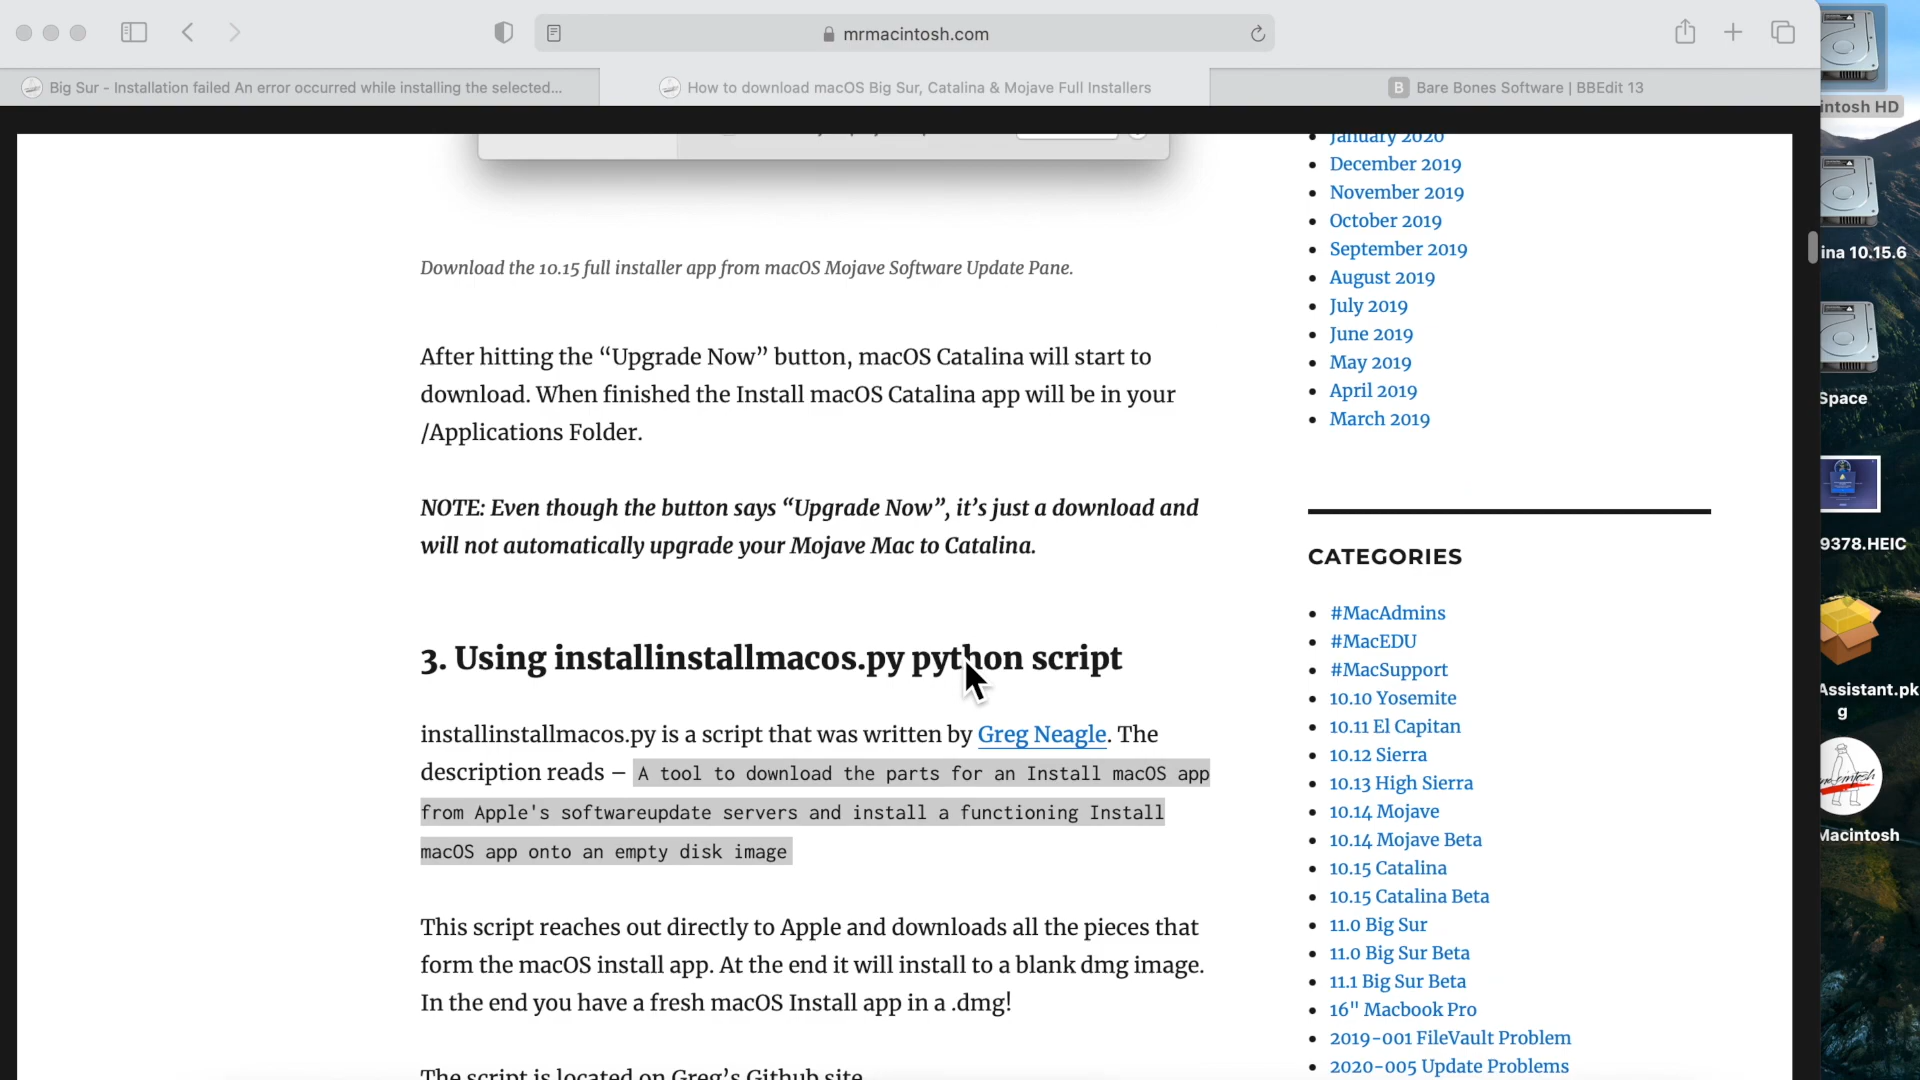 mrmacintosh.com
Big Sur - Installation failed An error occurred while installing the selected...
How to download macOS Big Sur, Catalina & Mojave Full Installers
B Bare Bones Software | BBEdit 13
Download the 10.15 full installer app from macOS Mojave Software Update Pane.
After hitting the “Upgrade Now” button, macOS Catalina will start to
download. When finished the Install macOS Catalina app will be in your
/Applications Folder.
NOTE: Even though the button says “Upgrade Now”, it’s just a download and
will not automatically upgrade your Mojave Mac to Catalina.
3. Using installinstallmacos.py python script
installinstallmacos.py is a script that was written by Greg Neagle. The
description reads – A tool to download the parts for an Install macOS app
from Apple's softwareupdate servers and install a functioning Install
macOS app onto an empty disk image
This script reaches out directly to Apple and downloads all the pieces that
form the macOS install app. At the end it will install to a blank dmg image.
In the end you have a fresh macOS Install app in a .dmg!
The script is located on Greg’s Github site
January 2020
December 2019
November 2019
October 2019
September 2019
August 2019
July 2019
June 2019
May 2019
April 2019
March 2019
CATEGORIES
#MacAdmins
#MacEDU
#MacSupport
10.10 Yosemite
10.11 El Capitan
10.12 Sierra
10.13 High Sierra
10.14 Mojave
10.14 Mojave Beta
10.15 Catalina
10.15 Catalina Beta
11.0 Big Sur
11.0 Big Sur Beta
11.1 Big Sur Beta
16" Macbook Pro
2019-001 FileVault Problem
2020-005 Update Problems
intosh HD
ina 10.15.6
Space
9378.HEIC
Assistant.pk
g
Macintosh